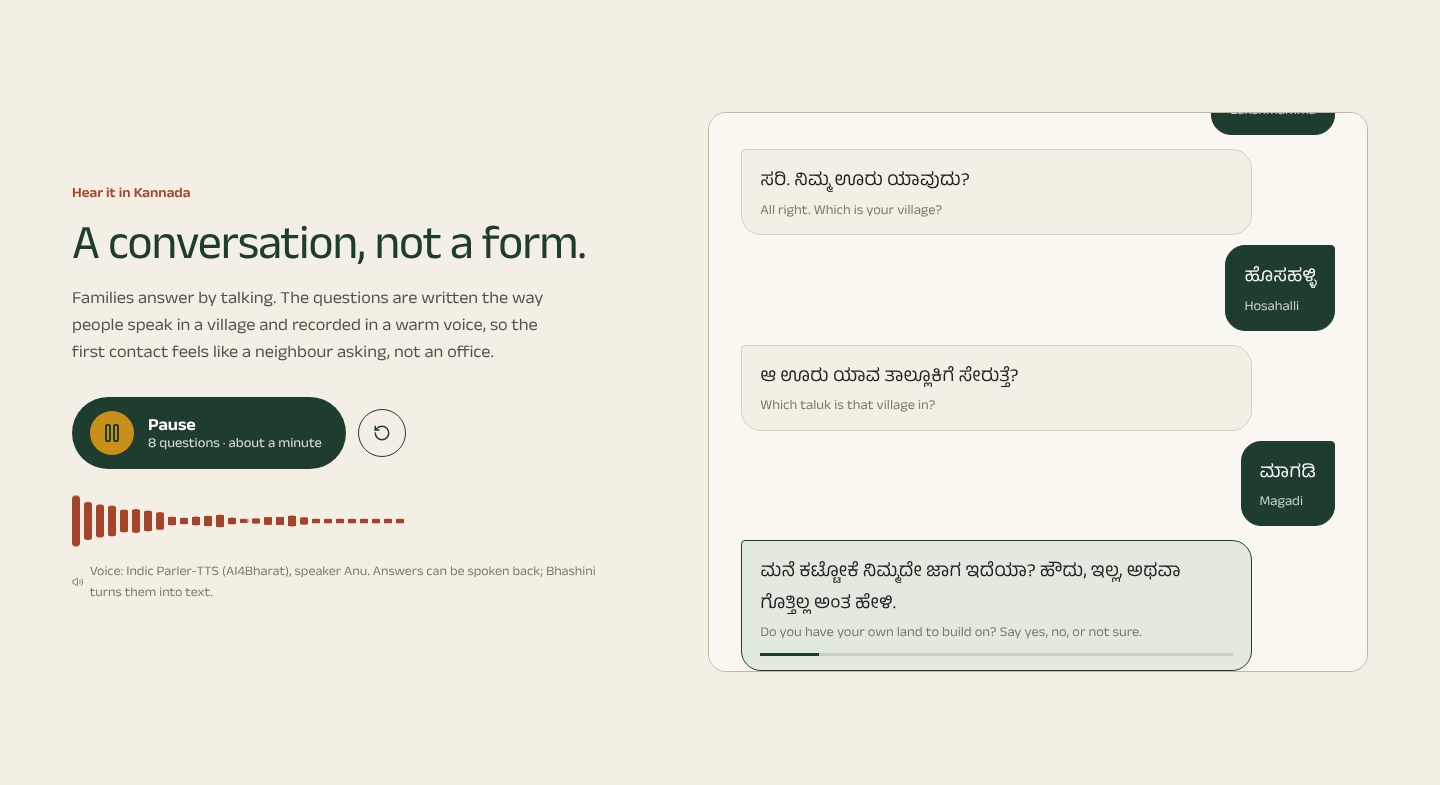 Hear it in Kannada
A conversation, not a form.
Families answer by talking. The questions are written the way
people speak in a village and recorded in a warm voice, so the
first contact feels like a neighbour asking, not an office.
Pause
8 questions · about a minute
Voice: Indic Parler-TTS (AI4Bharat), speaker Anu. Answers can be spoken back; Bhashini
turns them into text.
ಸರಿ. ನಿಮ್ಮ ಊರು ಯಾವುದು?
All right. Which is your village?
ಹೊಸಹಳ್ಳಿ
Hosahalli
ಆ ಊರು ಯಾವ ತಾಲ್ಲೂಕಿಗೆ ಸೇರುತ್ತೆ?
Which taluk is that village in?
ಮಾಗಡಿ
Magadi
ಮನೆ ಕಟ್ಟೋಕೆ ನಿಮ್ಮದೇ ಜಾಗ ಇದೆಯಾ? ಹೌದು, ಇಲ್ಲ, ಅಥವಾ
ಗೊತ್ತಿಲ್ಲ ಅಂತ ಹೇಳಿ.
Do you have your own land to build on? Say yes, no, or not sure.